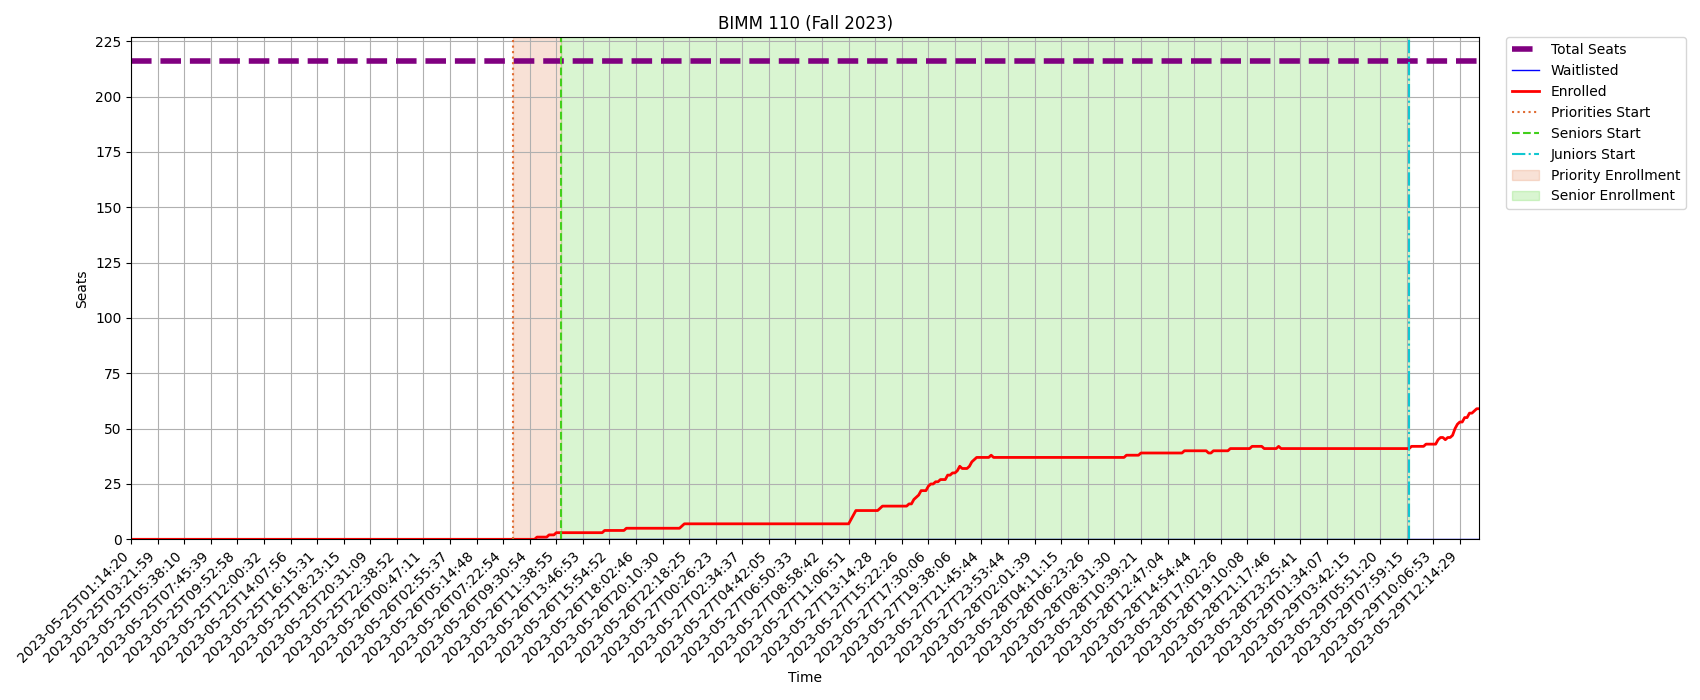 BIMM 110 (Fall 2023)
Total Seats
Waitlisted
Enrolled
Priorities Start
Seniors Start
Juniors Start
Priority Enrollment
Senior Enrollment
Seats
225
200
175
150
125
100
75
50
25
0
2023-05-25T01:14:20
2023-05-25T03:21:59
2023-05-25T05:38:10
2023-05-25T07:45:39
2023-05-25T09:52:58
2023-05-25T12:00:32
2023-05-25T14:07:56
2023-05-25T16:15:31
2023-05-25T18:23:15
2023-05-25T20:31:09
2023-05-25T22:38:52
2023-05-26T00:47:11
2023-05-26T02:55:37
2023-05-26T05:14:48
2023-05-26T07:22:54
2023-05-26T09:30:54
2023-05-26T11:38:55
2023-05-26T13:46:53
2023-05-26T15:54:52
2023-05-26T18:02:46
2023-05-26T20:10:30
2023-05-26T22:18:25
2023-05-27T00:26:23
2023-05-27T02:34:37
2023-05-27T04:42:05
2023-05-27T06:50:33
2023-05-27T08:58:42
2023-05-27T11:06:51
2023-05-27T13:14:28
2023-05-27T15:22:26
2023-05-27T17:30:06
2023-05-27T19:38:06
2023-05-27T21:45:44
2023-05-27T23:53:44
2023-05-28T02:01:39
2023-05-28T04:11:15
2023-05-28T06:23:26
2023-05-28T08:31:30
2023-05-28T10:39:21
2023-05-28T12:47:04
2023-05-28T14:54:44
2023-05-28T17:02:26
2023-05-28T19:10:08
2023-05-28T21:17:46
2023-05-28T23:25:41
2023-05-29T01:34:07
2023-05-29T03:42:15
2023-05-29T05:51:20
2023-05-29T07:59:15
2023-05-29T10:06:53
2023-05-29T12:14:29
Time